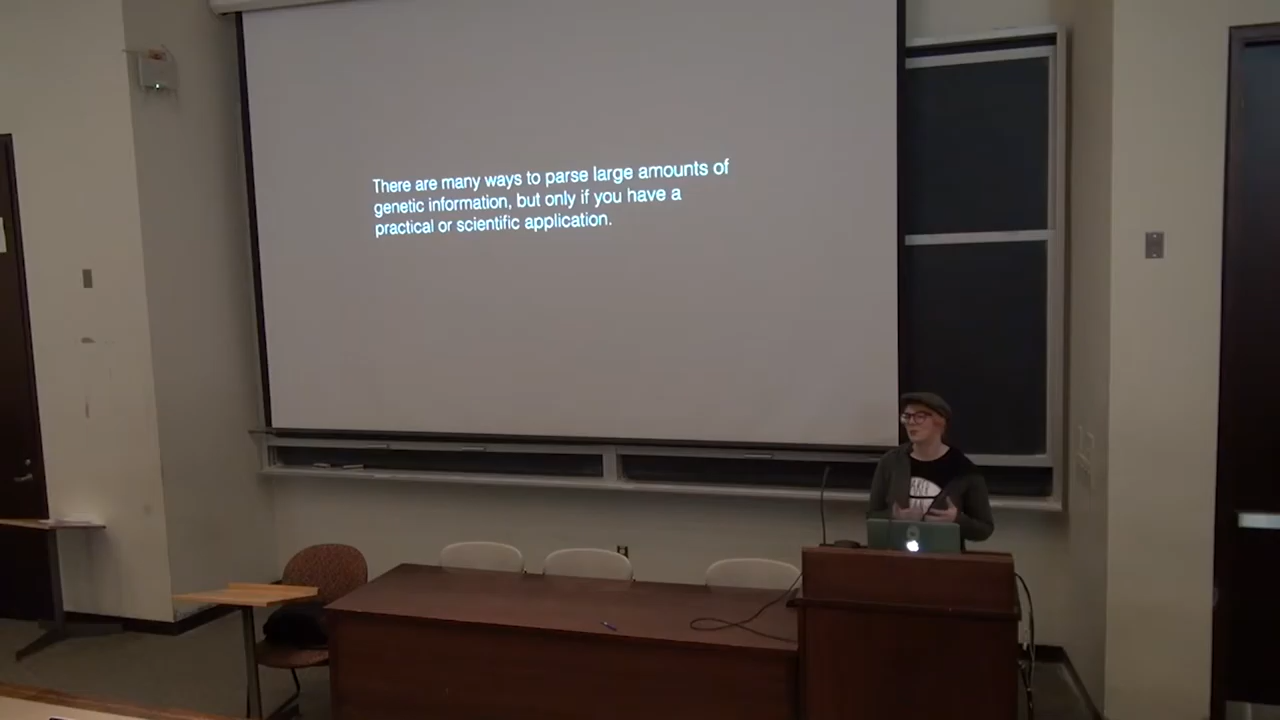 There are many ways to parse large amounts of
genetic information, but only if you have a
practical or scientific application.